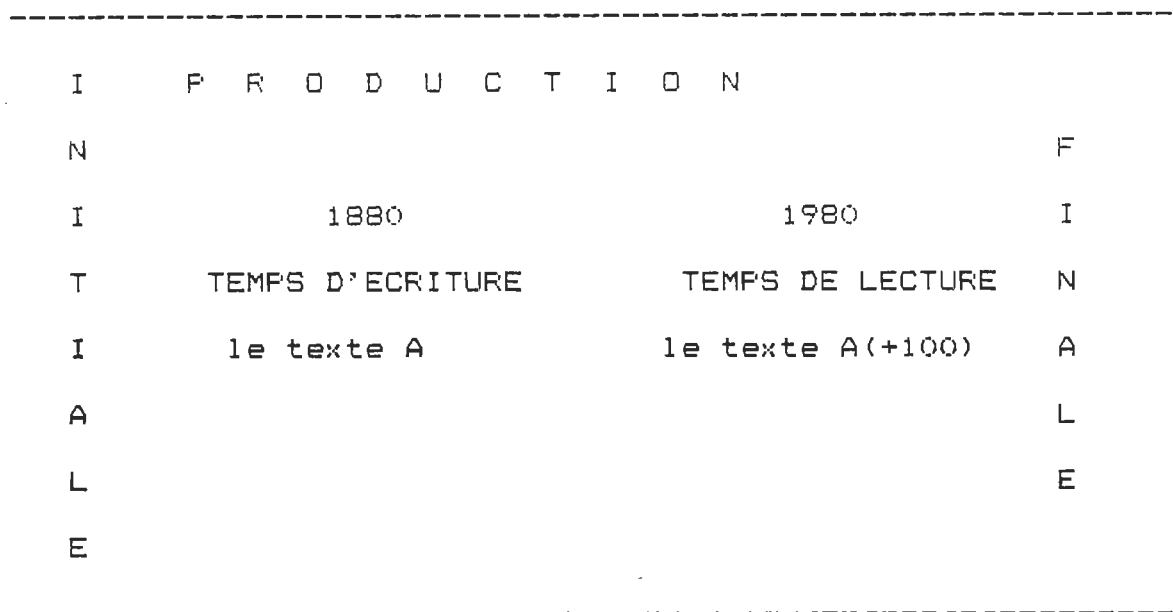 I P R O D U C T I O N
N F
I 1880 1980 I
T TEMPS D'ECRITURE TEMPS DE LECTURE N
I le texte A le texte A(+100) A
A L
L E
E